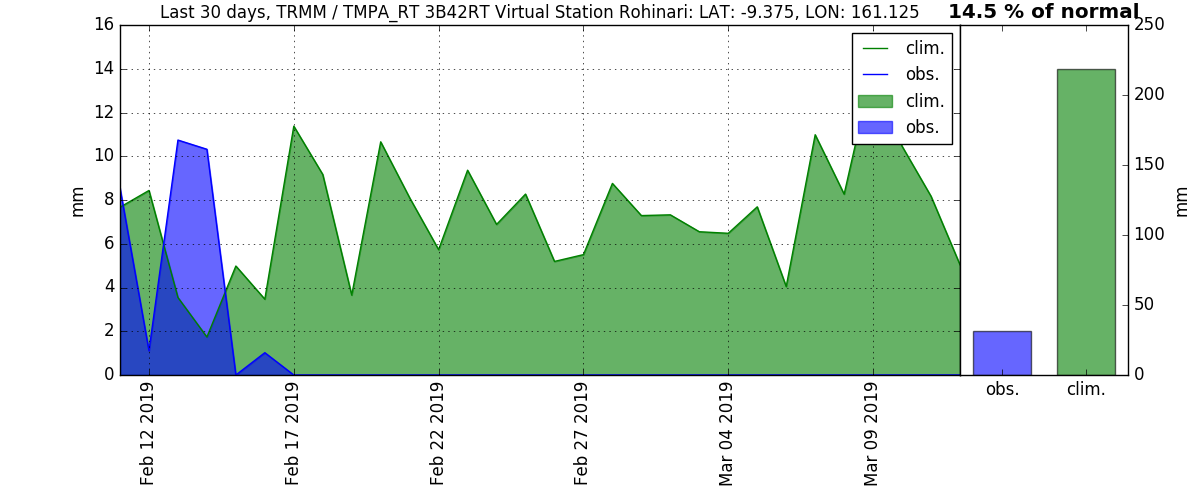 Last 30 days, TRMM / TMPA_RT 3B42RT Virtual Station Rohinari: LAT: -9.375, LON: 161.125
14.5 % of normal
16
14
12
10
8
6
4
2
0
mm
clim.
obs.
clim.
obs.
Feb 12 2019
Feb 17 2019
Feb 22 2019
Feb 27 2019
Mar 04 2019
Mar 09 2019
250
200
150
100
50
0
mm
obs.
clim.